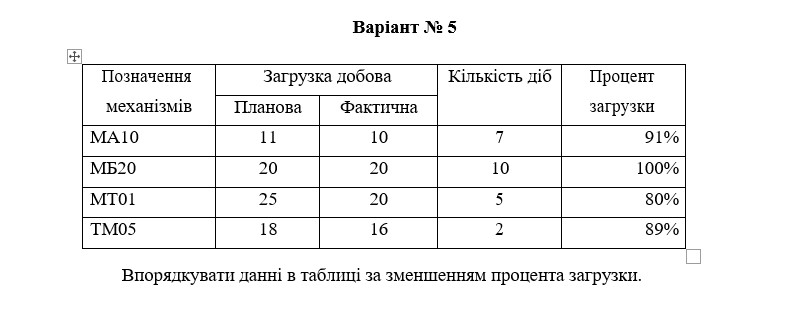 Варіант № 5
Позначення механізмів Загрузка добова Кількість діб Процент загрузки
Планова Фактична
МА10 11 10 7 91%
МБ20 20 20 10 100%
МТ01 25 20 5 80%
ТМ05 18 16 2 89%
Впорядкувати данні в таблиці за зменшенням процента загрузки.